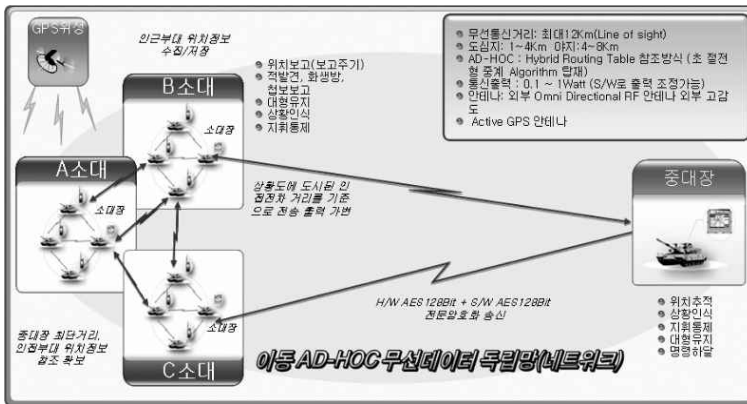 GPS위성
인근부대 위치정보
수집/저장
B소대
소대장
위치보고(보고주기)
적발견, 화생방,
첩보보고
대형유지
상황인식
지휘통제
무선통신거리: 최대12Km(Line of sight)
도심지: 1~4Km 야지:4~8Km
AD-HOC : Hybrid Routing Table 참조방식 (초 절전
형 중계 Algorithm 탑재)
통신출력 : 0.1 ~ 1Watt (S/W로 출력 조정가능)
안테나: 외부 Omni Directional RF 안테나 외부 고감
도
Active GPS 안테나
A소대
소대장
상황도에 도시된 인
접전차 거리를 기준
으로 전송 출력 가변
중대장
위치추적
상황인식
지휘통제
대형유지
명령하달
H/W AES128Bit + S/W AES128Bit
전문암호화 송신
소대장
C소대
중대장 최단거리,
인접부대 위치정보
참조 확보
이동 AD-HOC 무선데이터 독립망(네트워크)